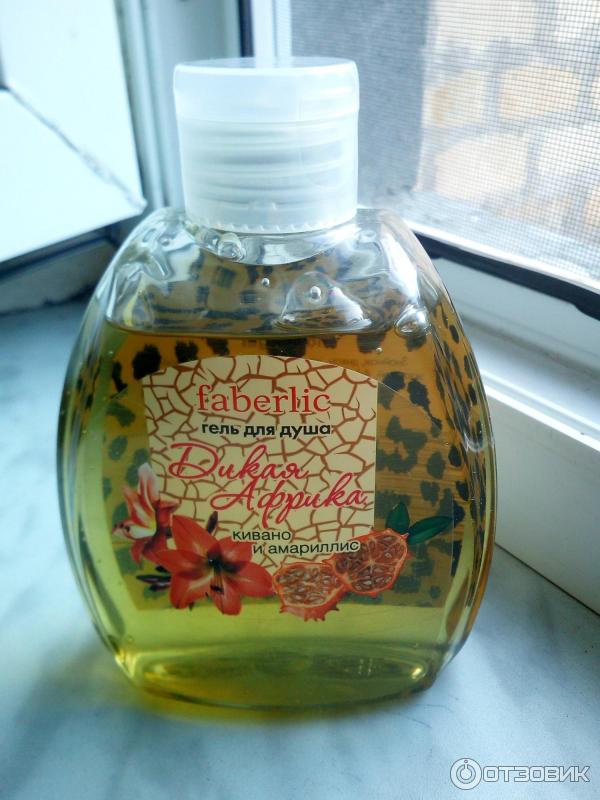 faberlic
гель для душа
Дикая
Африка
кивано
и амариллис
ОТЗОВИК